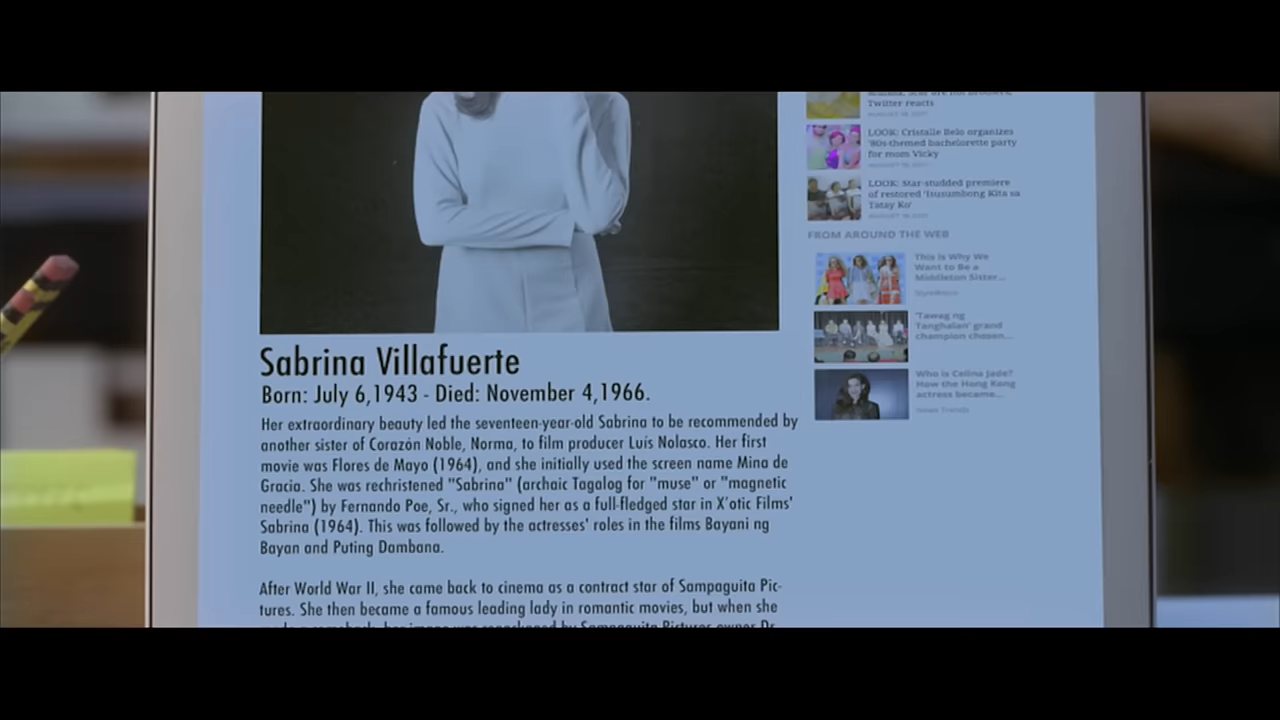 Sabrina Villafuerte
Born: July 6,1943 - Died: November 4,1966.
Her extraordinary beauty led the seventeen-year-old Sabrina to be recommended by
another sister of Corazón Noble, Norma, to film producer Luís Nolasco. Her first
movie was Flores de Mayo (1964), and she initially used the screen name Mina de
Gracia. She was rechristened "Sabrina" (archaic Tagalog for "muse" or "magnetic
needle") by Fernando Poe, Sr., who signed her as a full-fledged star in X'otic Films'
Sabrina (1964). This was followed by the actresses' roles in the films Bayani ng
Bayan and Puting Dambana.
After World War II, she came back to cinema as a contract star of Sampaguita Pic-
tures. She then became a famous leading lady in romantic movies, but when she
Twitter reacts
LOOK: Cristalle Belo organizes
'80s-themed bachelorette party
for mom Vicky
LOOK: Star-studded premiere
of restored 'Isusumbong Kita sa
Tatay Ko'
FROM AROUND THE WEB
This Is Why We
Want to Be a
Middleton Sister...
'Tawag ng
Tanghalan' grand
champion chosen...
Who is Celina Jade?
How the Hong Kong
actress became...
News Trends